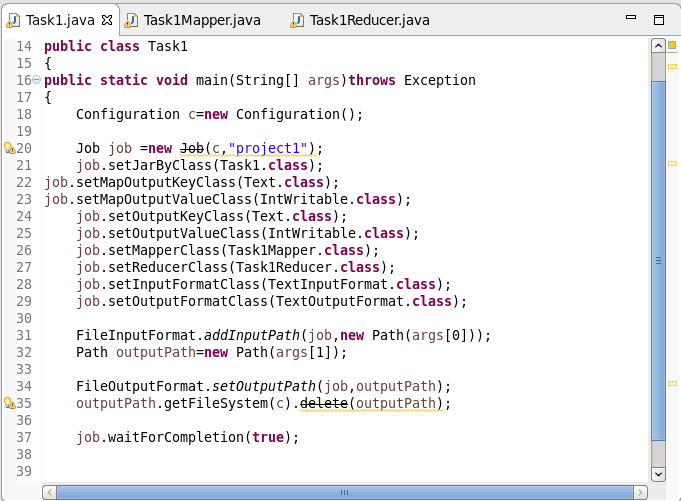 Task1.java Task1Mapper.java Task1Reducer.java
14 public class Task1
15 {
16 public static void main(String[] args)throws Exception
17 {
18     Configuration c=new Configuration();
19
20     Job job =new Job(c,"project1");
21     job.setJarByClass(Task1.class);
22 job.setMapOutputKeyClass(Text.class);
23 job.setMapOutputValueClass(IntWritable.class);
24     job.setOutputKeyClass(Text.class);
25     job.setOutputValueClass(IntWritable.class);
26     job.setMapperClass(Task1Mapper.class);
27     job.setReducerClass(Task1Reducer.class);
28     job.setInputFormatClass(TextInputFormat.class);
29     job.setOutputFormatClass(TextOutputFormat.class);
30
31     FileInputFormat.addInputPath(job,new Path(args[0]));
32     Path outputPath=new Path(args[1]);
33
34     FileOutputFormat.setOutputPath(job,outputPath);
35     outputPath.getFileSystem(c).delete(outputPath);
36
37     job.waitForCompletion(true);
38
39